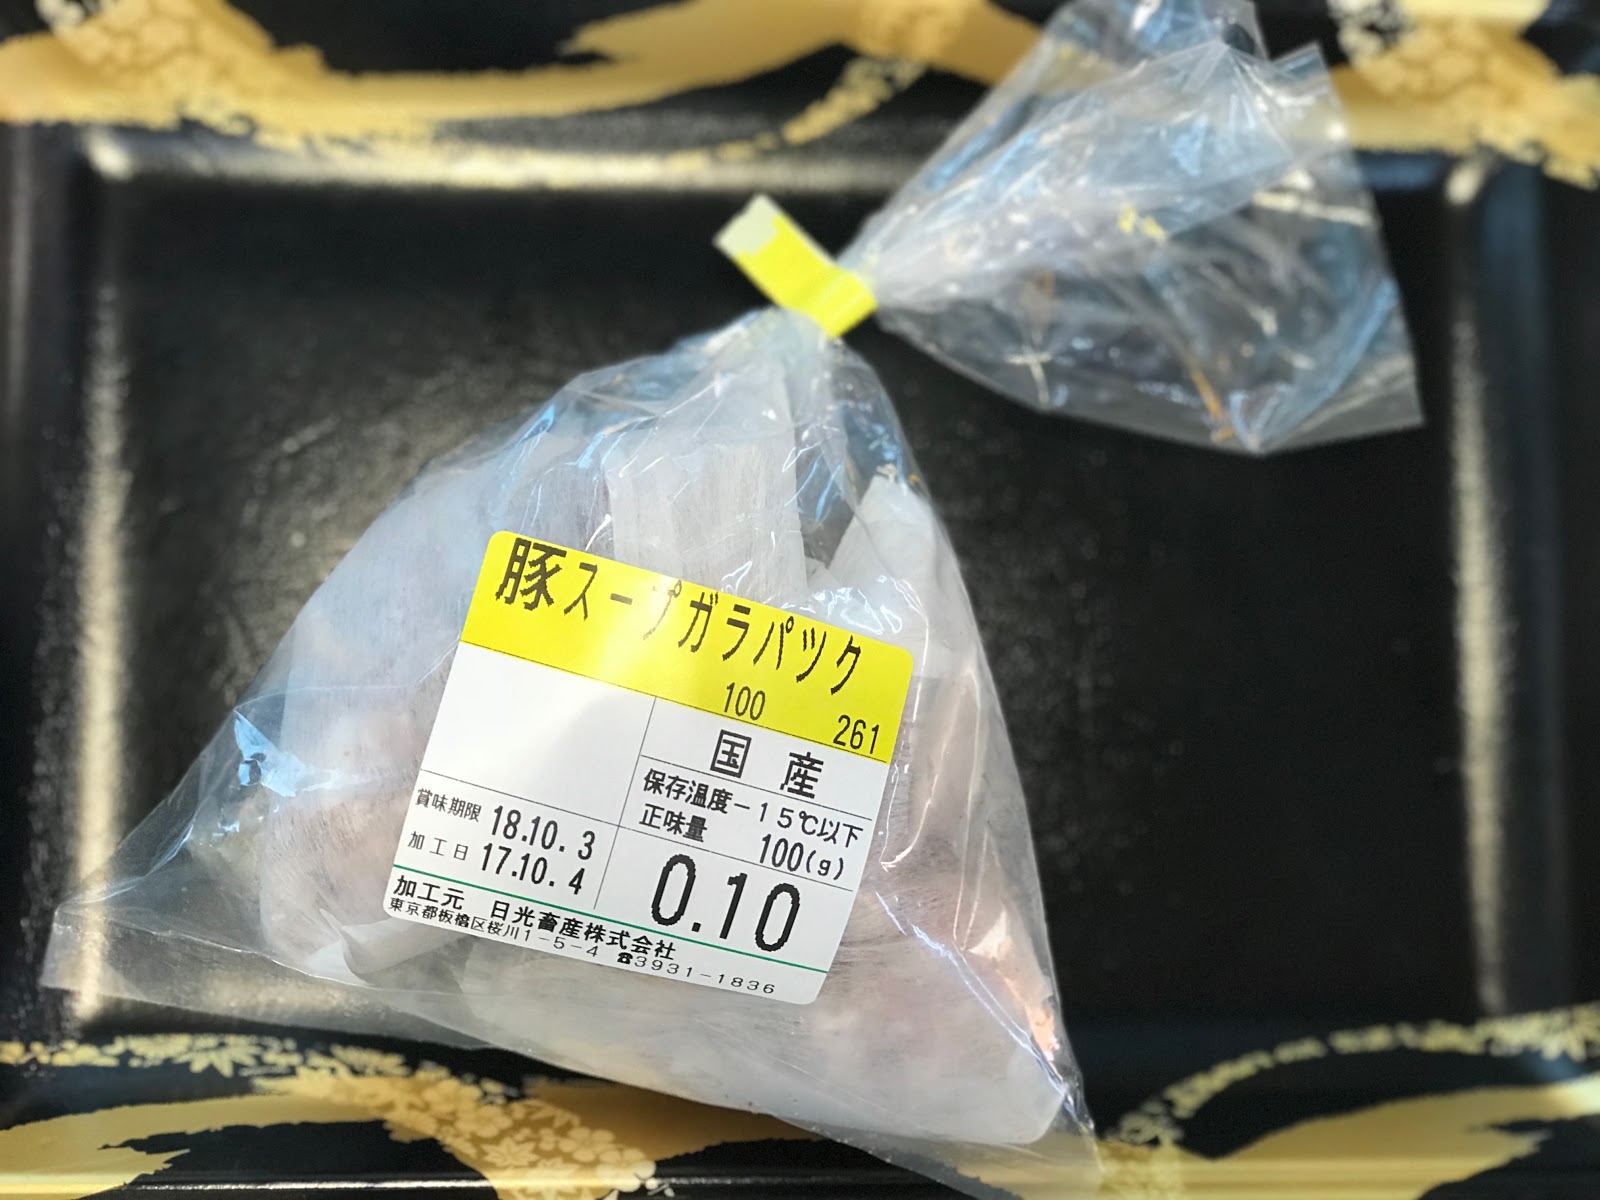 豚スープガラパック
100 261
国産
保存温度-15℃以下
正味量 100(g)
賞味期限 18.10.3
加工日 17.10.4
0.10
加工元 日光畜産株式会社
東京都板橋区桜川1-5-4 ☎3931-1836